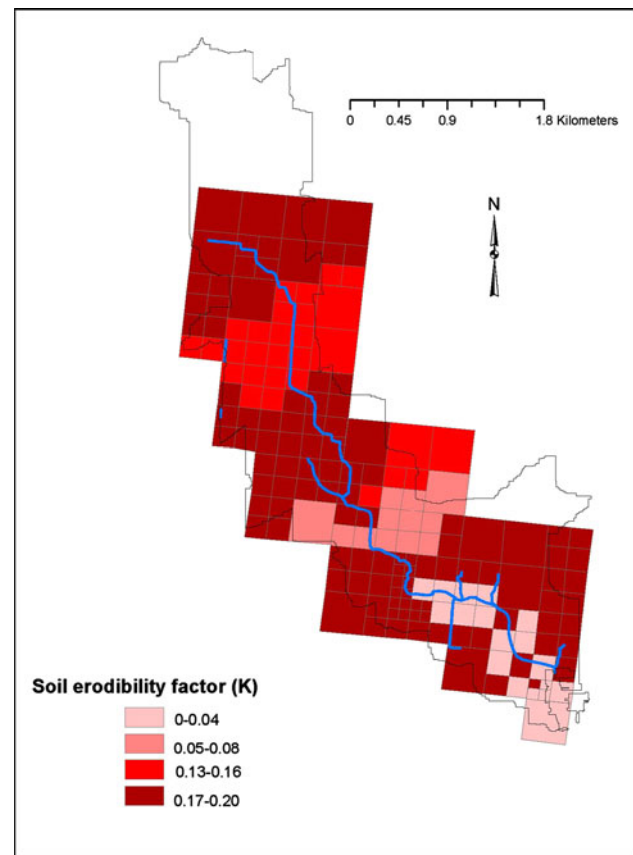 0 0.45 0.9 1.8 Kilometers
N
Soil erodibility factor (K)
0-0.04
0.05-0.08
0.13-0.16
0.17-0.20